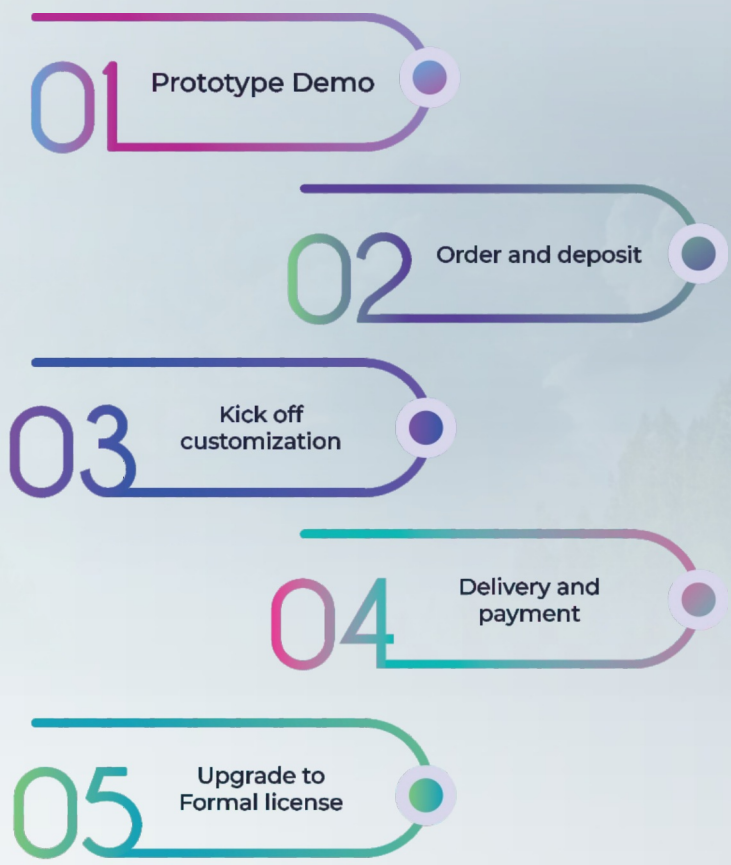 01 Prototype Demo
02 Order and deposit
03 Kick off
customization
04 Delivery and
payment
05 Upgrade to
Formal license